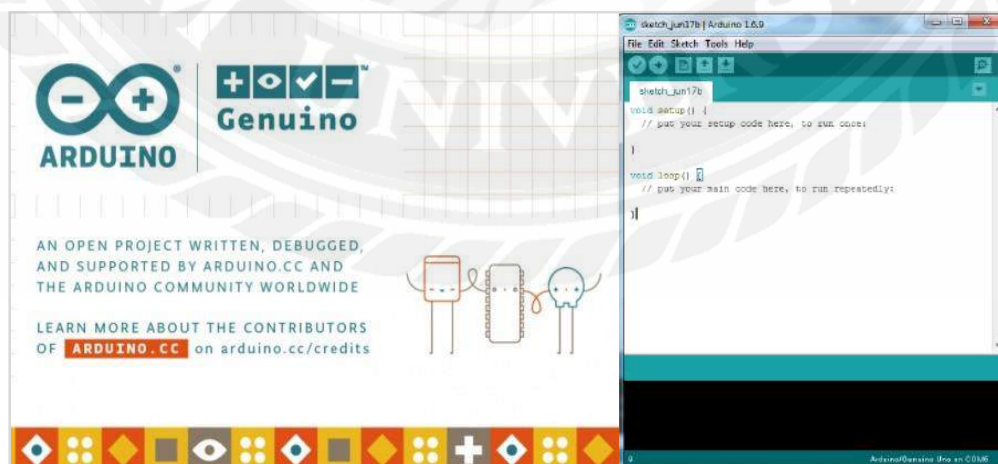 ARDUINO
Genuino
AN OPEN PROJECT WRITTEN, DEBUGGED,
AND SUPPORTED BY ARDUINO.CC AND
THE ARDUINO COMMUNITY WORLDWIDE
LEARN MORE ABOUT THE CONTRIBUTORS
OF ARDUINO.CC on arduino.cc/credits
sketch_jun17b | Arduino 1.6.9
File Edit Sketch Tools Help
sketch_jun17b
void setup() {
// put your setup code here, to run once:
}
void loop() {
// put your main code here, to run repeatedly:
}
9
Arduino/Genuino Uno en COM6